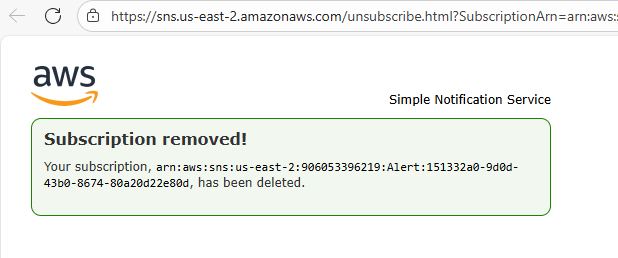 https://sns.us-east-2.amazonaws.com/unsubscribe.html?SubscriptionArn=arn:aws:s
aws
Simple Notification Service
Subscription removed!
Your subscription, arn:aws:sns:us-east-2:906053396219:Alert:151332a0-9d0d-
43b0-8674-80a20d22e80d, has been deleted.